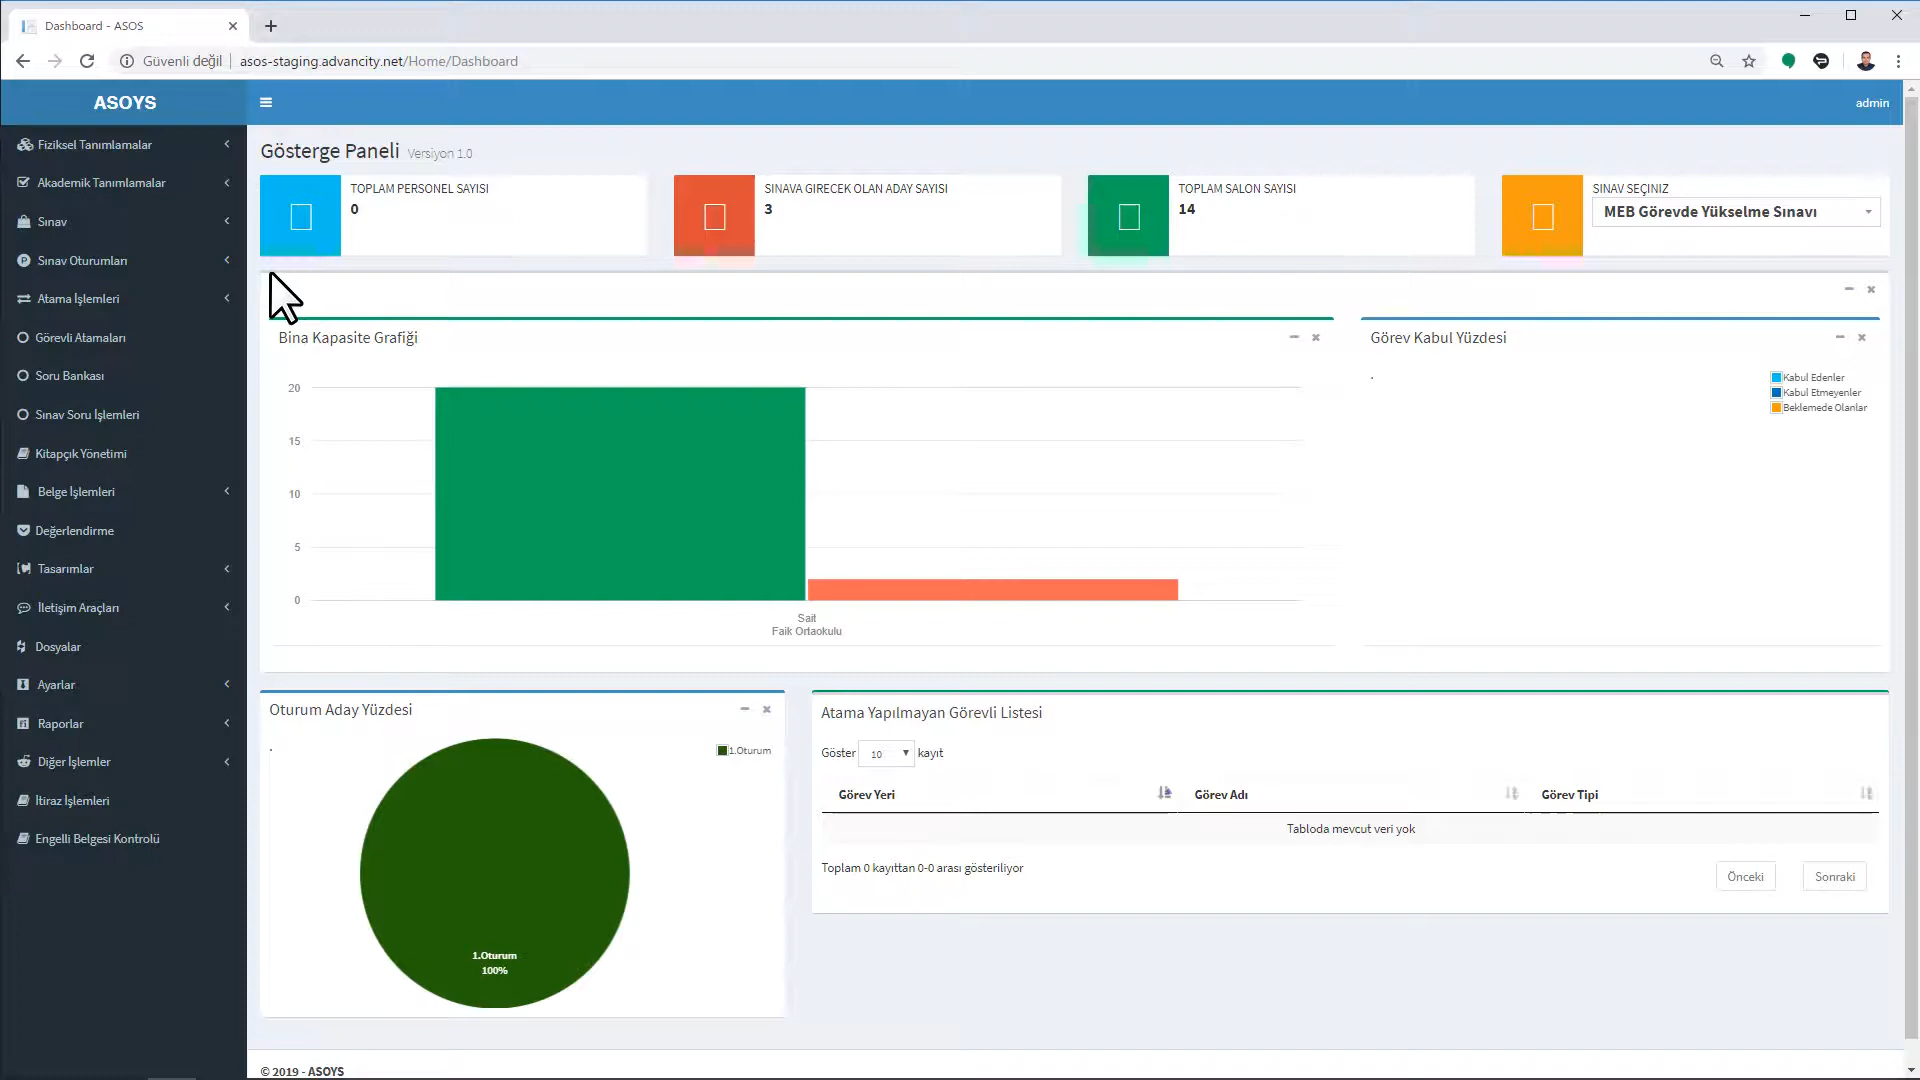 Dashboard - ASOS
Güvenli değil
asos-staging.advancity.net/Home/Dashboard
ASOYS
admin
Fiziksel Tanımlamalar
Akademik Tanımlamalar
Sınav
Sınav Oturumları
Atama İşlemleri
Görevli Atamaları
Soru Bankası
Sınav Soru İşlemleri
Kitapçık Yönetimi
Belge İşlemleri
Değerlendirme
Tasarımlar
İletişim Araçları
Dosyalar
Ayarlar
Raporlar
Diğer İşlemler
İtiraz İşlemleri
Engelli Belgesi Kontrolü
Gösterge Paneli Versiyon 1.0
TOPLAM PERSONEL SAYISI
0
SINAVA GIRECEK OLAN ADAY SAYISI
3
TOPLAM SALON SAYISI
14
SINAV SEÇINIZ
MEB Görevde Yükselme Sınavı
Bina Kapasite Grafiği
20
15
10
5
0
Sait
Faik Ortaokulu
Görev Kabul Yüzdesi
Kabul Edenler
Kabul Etmeyenler
Beklemede Olanlar
Oturum Aday Yüzdesi
1.Oturum
1.Oturum
100%
Atama Yapılmayan Görevli Listesi
Göster 10 kayıt
Görev Yeri Görev Adı Görev Tipi
Tabloda mevcut veri yok
Toplam 0 kayıttan 0-0 arası gösteriliyor
Önceki
Sonraki
© 2019 - ASOYS